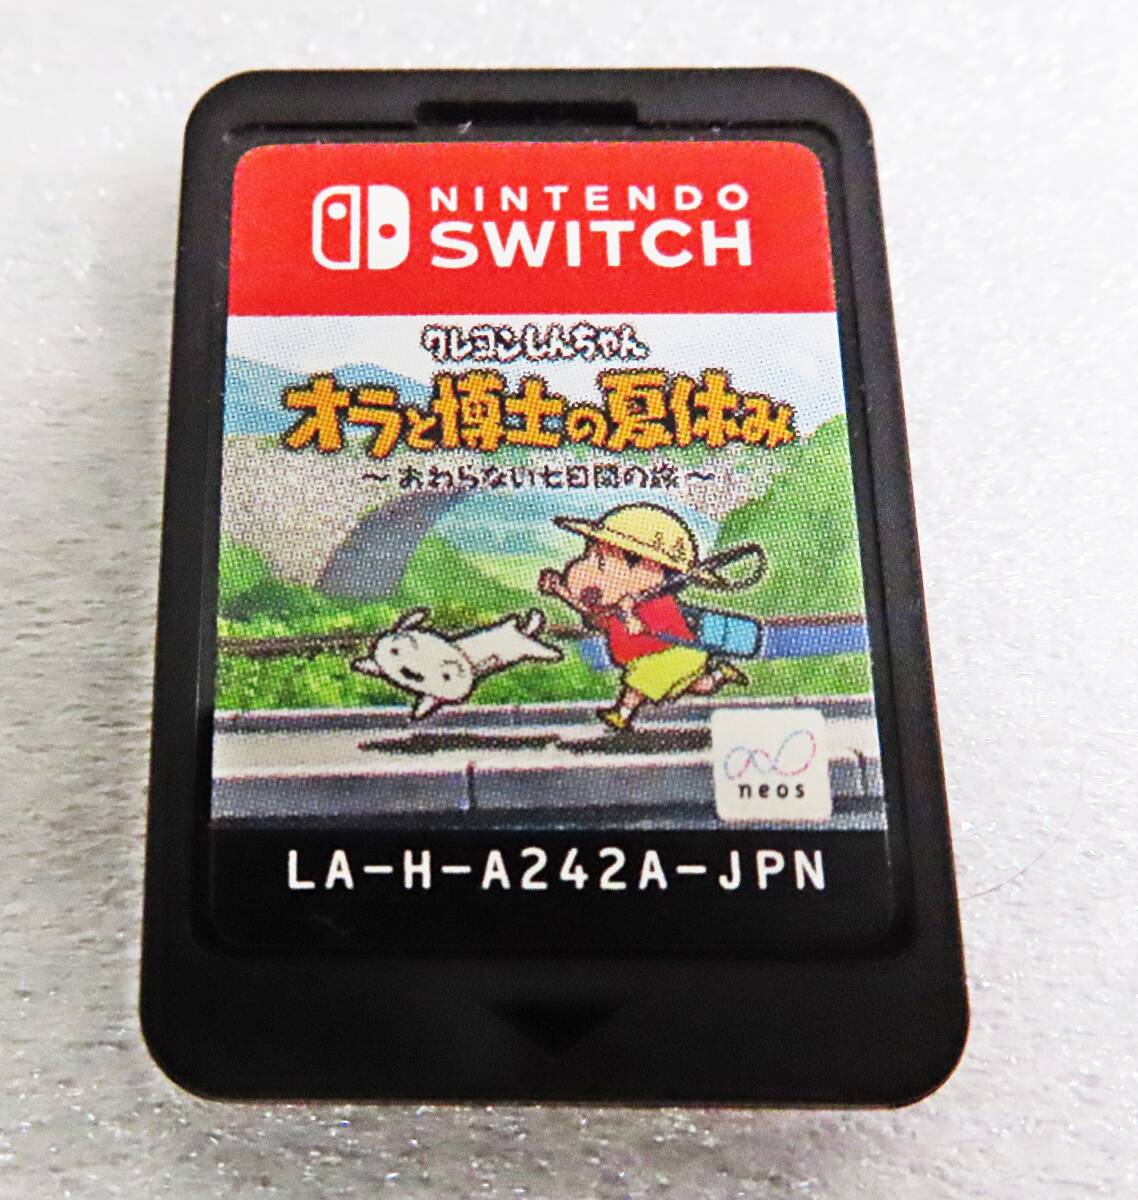 NINTENDO
SWITCH
クレヨンしんちゃん
オラと博士の夏休み
～おわらない七日間の旅～
neos
LA-H-A242A-JPN